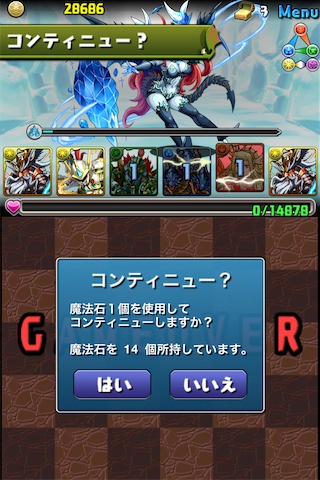 28686
3
Menu
コンティニュー？
1
1
1
0/14878
コンティニュー？
魔法石1個を使用して
コンティニューしますか？
魔法石を 14 個所持しています。
G
ER
はい
いいえ